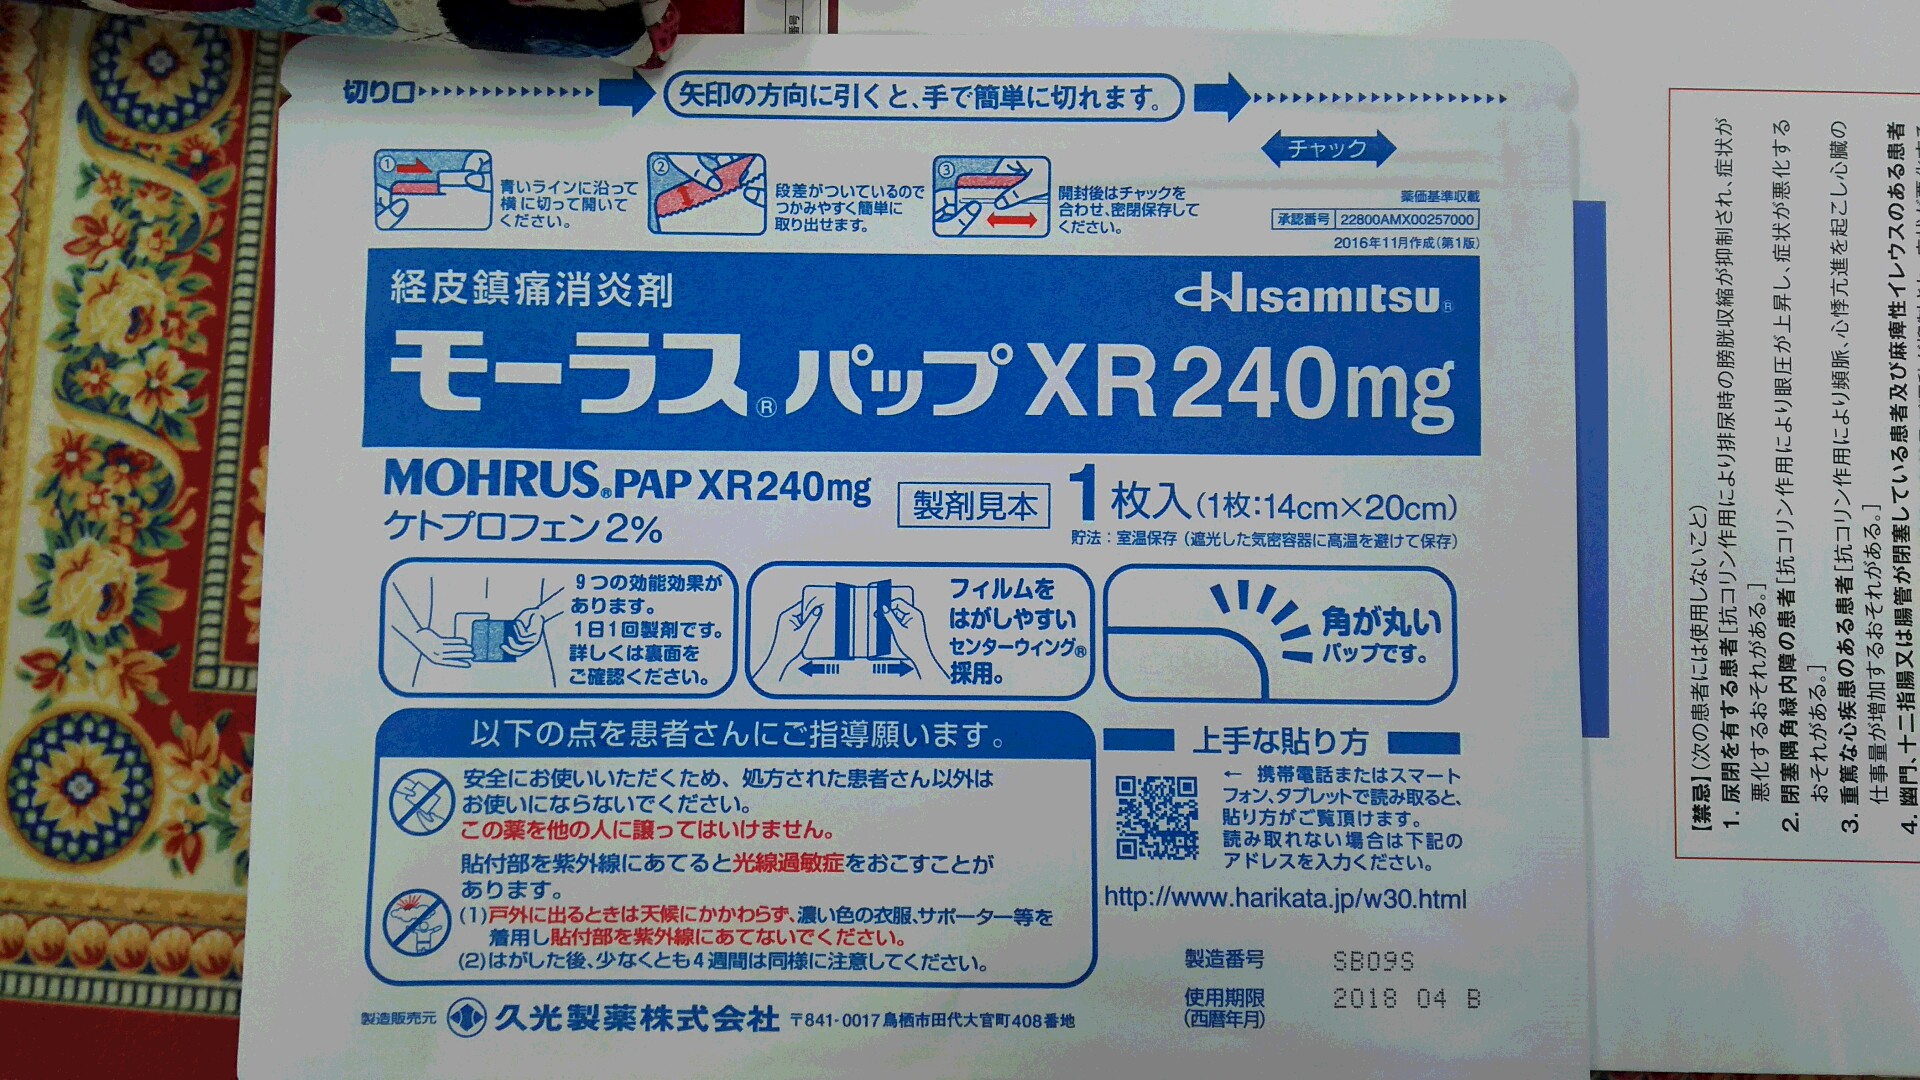 切り口
矢印の方向に引くと、手で簡単に切れます。
チャック
①
青いラインに沿って
横に切って開いて
ください。
②
段差がついているので
つかみやすく簡単に
取り出せます。
③
開封後はチャックを
合わせ、密閉保存して
ください。
薬価基準収載
承認番号 22800AMX00257000
2016年11月作成(第1版)
経皮鎮痛消炎剤
Hisamitsu®
モーラス®パップXR240mg
MOHRUS®PAP XR240mg
ケトプロフェン2%
製剤見本
1枚入(1枚:14cm×20cm)
貯法:室温保存(遮光した気密容器に高温を避けて保存)
9つの効能効果が
あります。
1日1回製剤です。
詳しくは裏面を
ご確認ください。
フィルムを
はがしやすい
センターウィング®
採用。
角が丸い
パップです。
以下の点を患者さんにご指導願います。
安全にお使いいただくため、処方された患者さん以外は
お使いにならないでください。
この薬を他の人に譲ってはいけません。
貼付部を紫外線にあてると光線過敏症をおこすことが
あります。
(1)戸外に出るときは天候にかかわらず、濃い色の衣服、サポーター等を
着用し貼付部を紫外線にあてないでください。
(2)はがした後、少なくとも4週間は同様に注意してください。
上手な貼り方
← 携帯電話またはスマート
フォン、タブレットで読み取ると、
貼り方がご覧頂けます。
読み取れない場合は下記の
アドレスを入力ください。
http://www.harikata.jp/w30.html
製造番号 SB09S
使用期限 2018 04 B
(西暦年月)
製造販売元 久光製薬株式会社 〒841-0017鳥栖市田代大官町408番地
番号
【禁忌】(次の患者には使用しないこと)
1. 尿閉を有する患者[抗コリン作用により排尿時の膀胱収縮が抑制され、症状が
悪化するおそれがある。]
2. 閉塞隅角緑内障の患者[抗コリン作用により眼圧が上昇し、症状が悪化する
おそれがある。]
3. 重篤な心疾患のある患者[抗コリン作用により頻脈、心悸亢進を起こし心臓の
仕事量が増加するおそれがある。]
4. 幽門、十二指腸又は腸管が閉塞している患者及び麻痺性イレウスのある患者